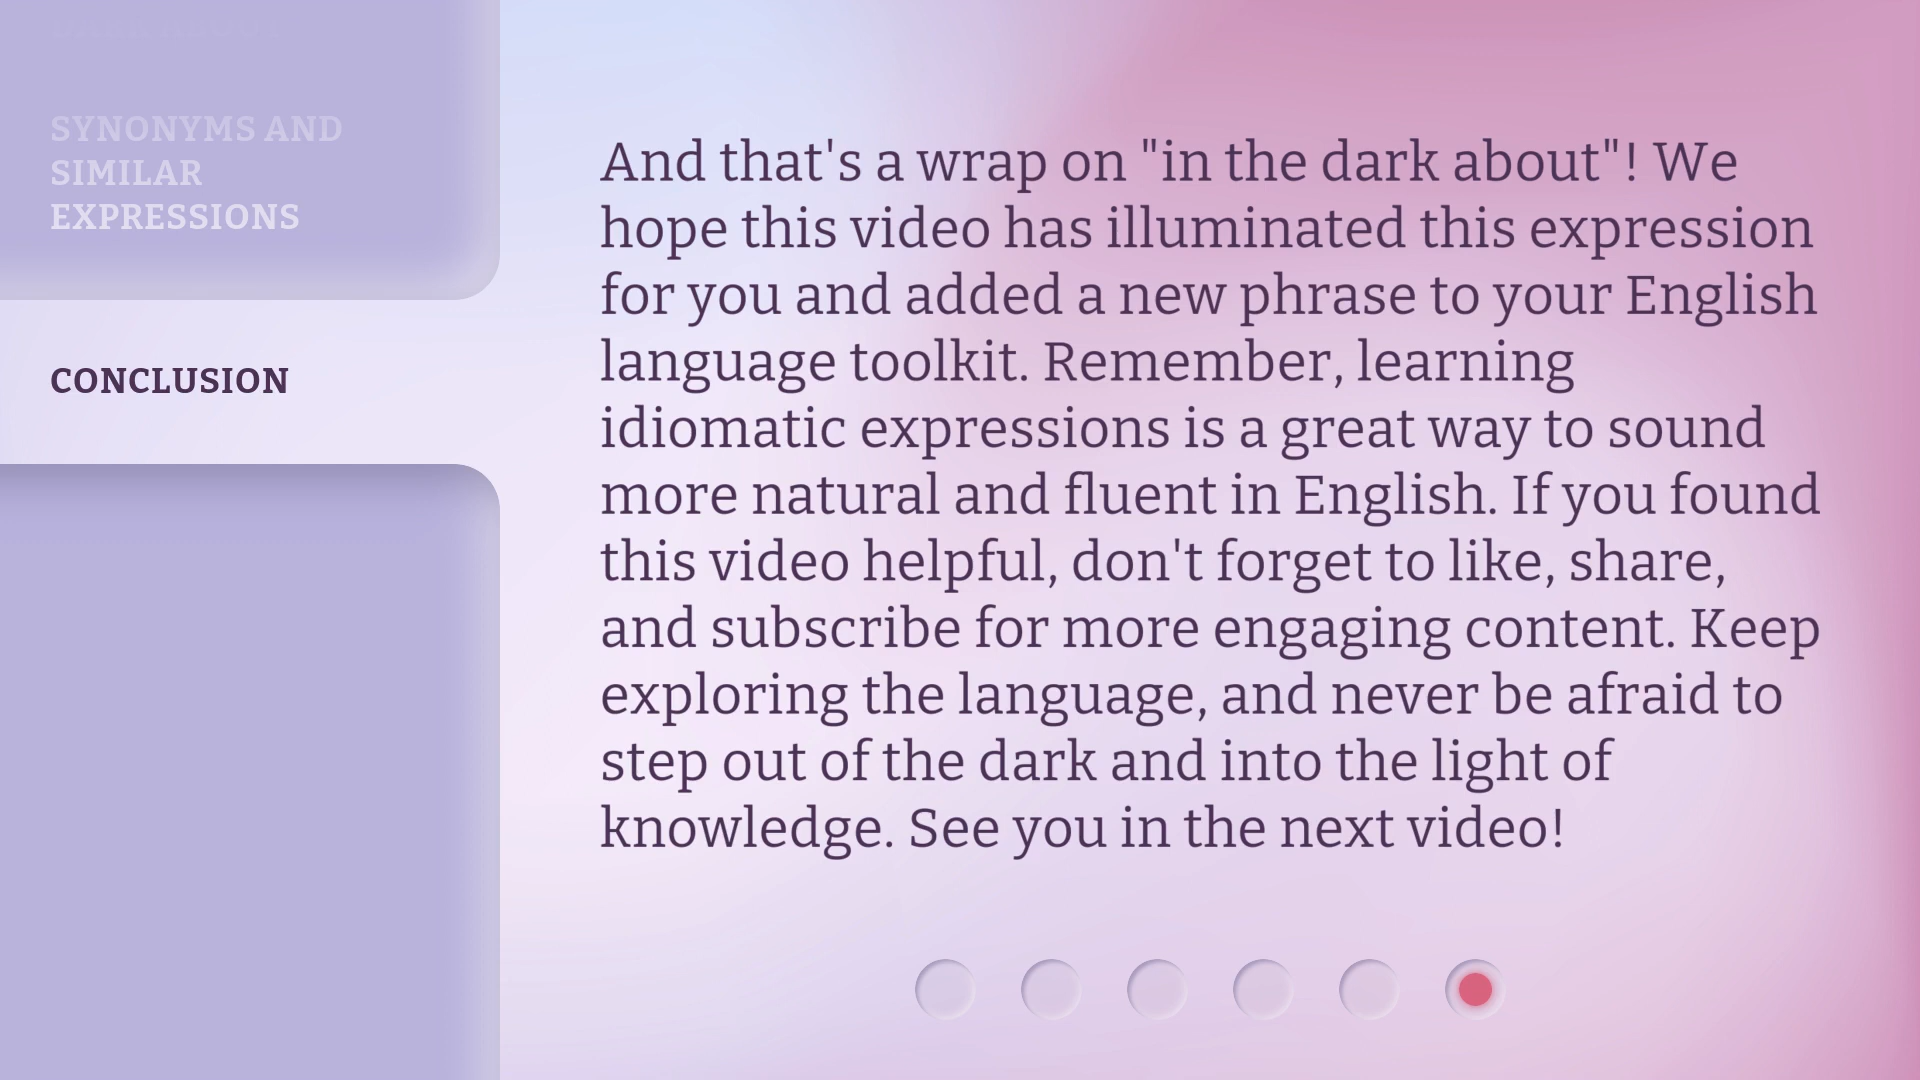 SYNONYMS AND
SIMILAR
EXPRESSIONS
CONCLUSION
And that's a wrap on "in the dark about"! We
hope this video has illuminated this expression
for you and added a new phrase to your English
language toolkit. Remember, learning
idiomatic expressions is a great way to sound
more natural and fluent in English. If you found
this video helpful, don't forget to like, share,
and subscribe for more engaging content. Keep
exploring the language, and never be afraid to
step out of the dark and into the light of
knowledge. See you in the next video!